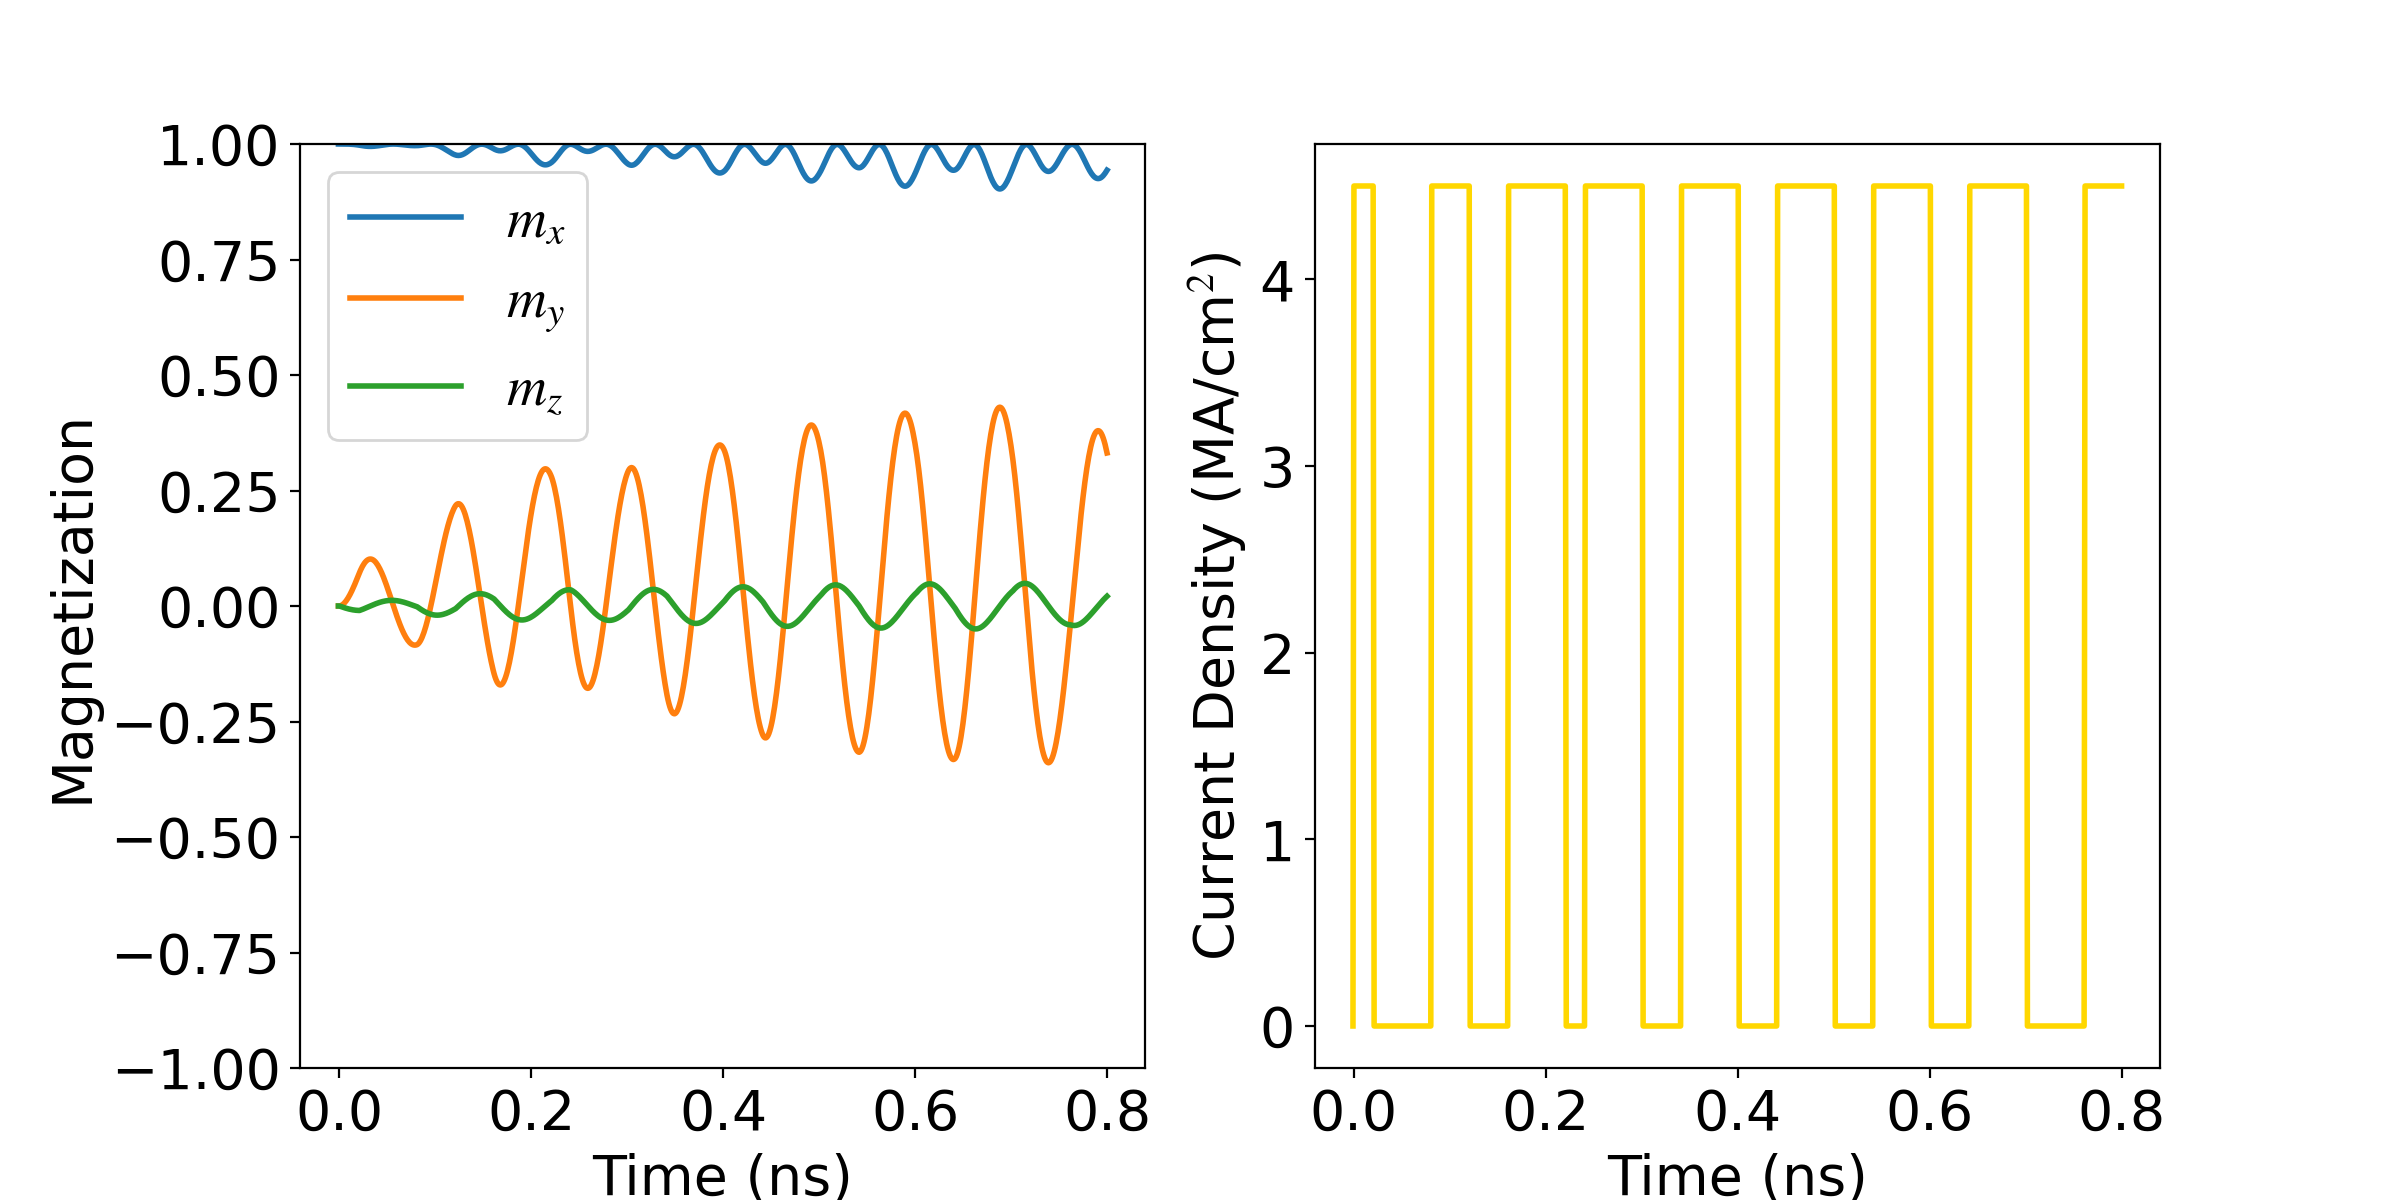 1.00
0.75
0.50
0.25
0.00
−0.25
−0.50
−0.75
−1.00
Magnetization
m_x
m_y
m_z
0.0 0.2 0.4 0.6 0.8
Time (ns)
4
3
2
1
0
Current Density (MA/cm²)
0.0 0.2 0.4 0.6 0.8
Time (ns)